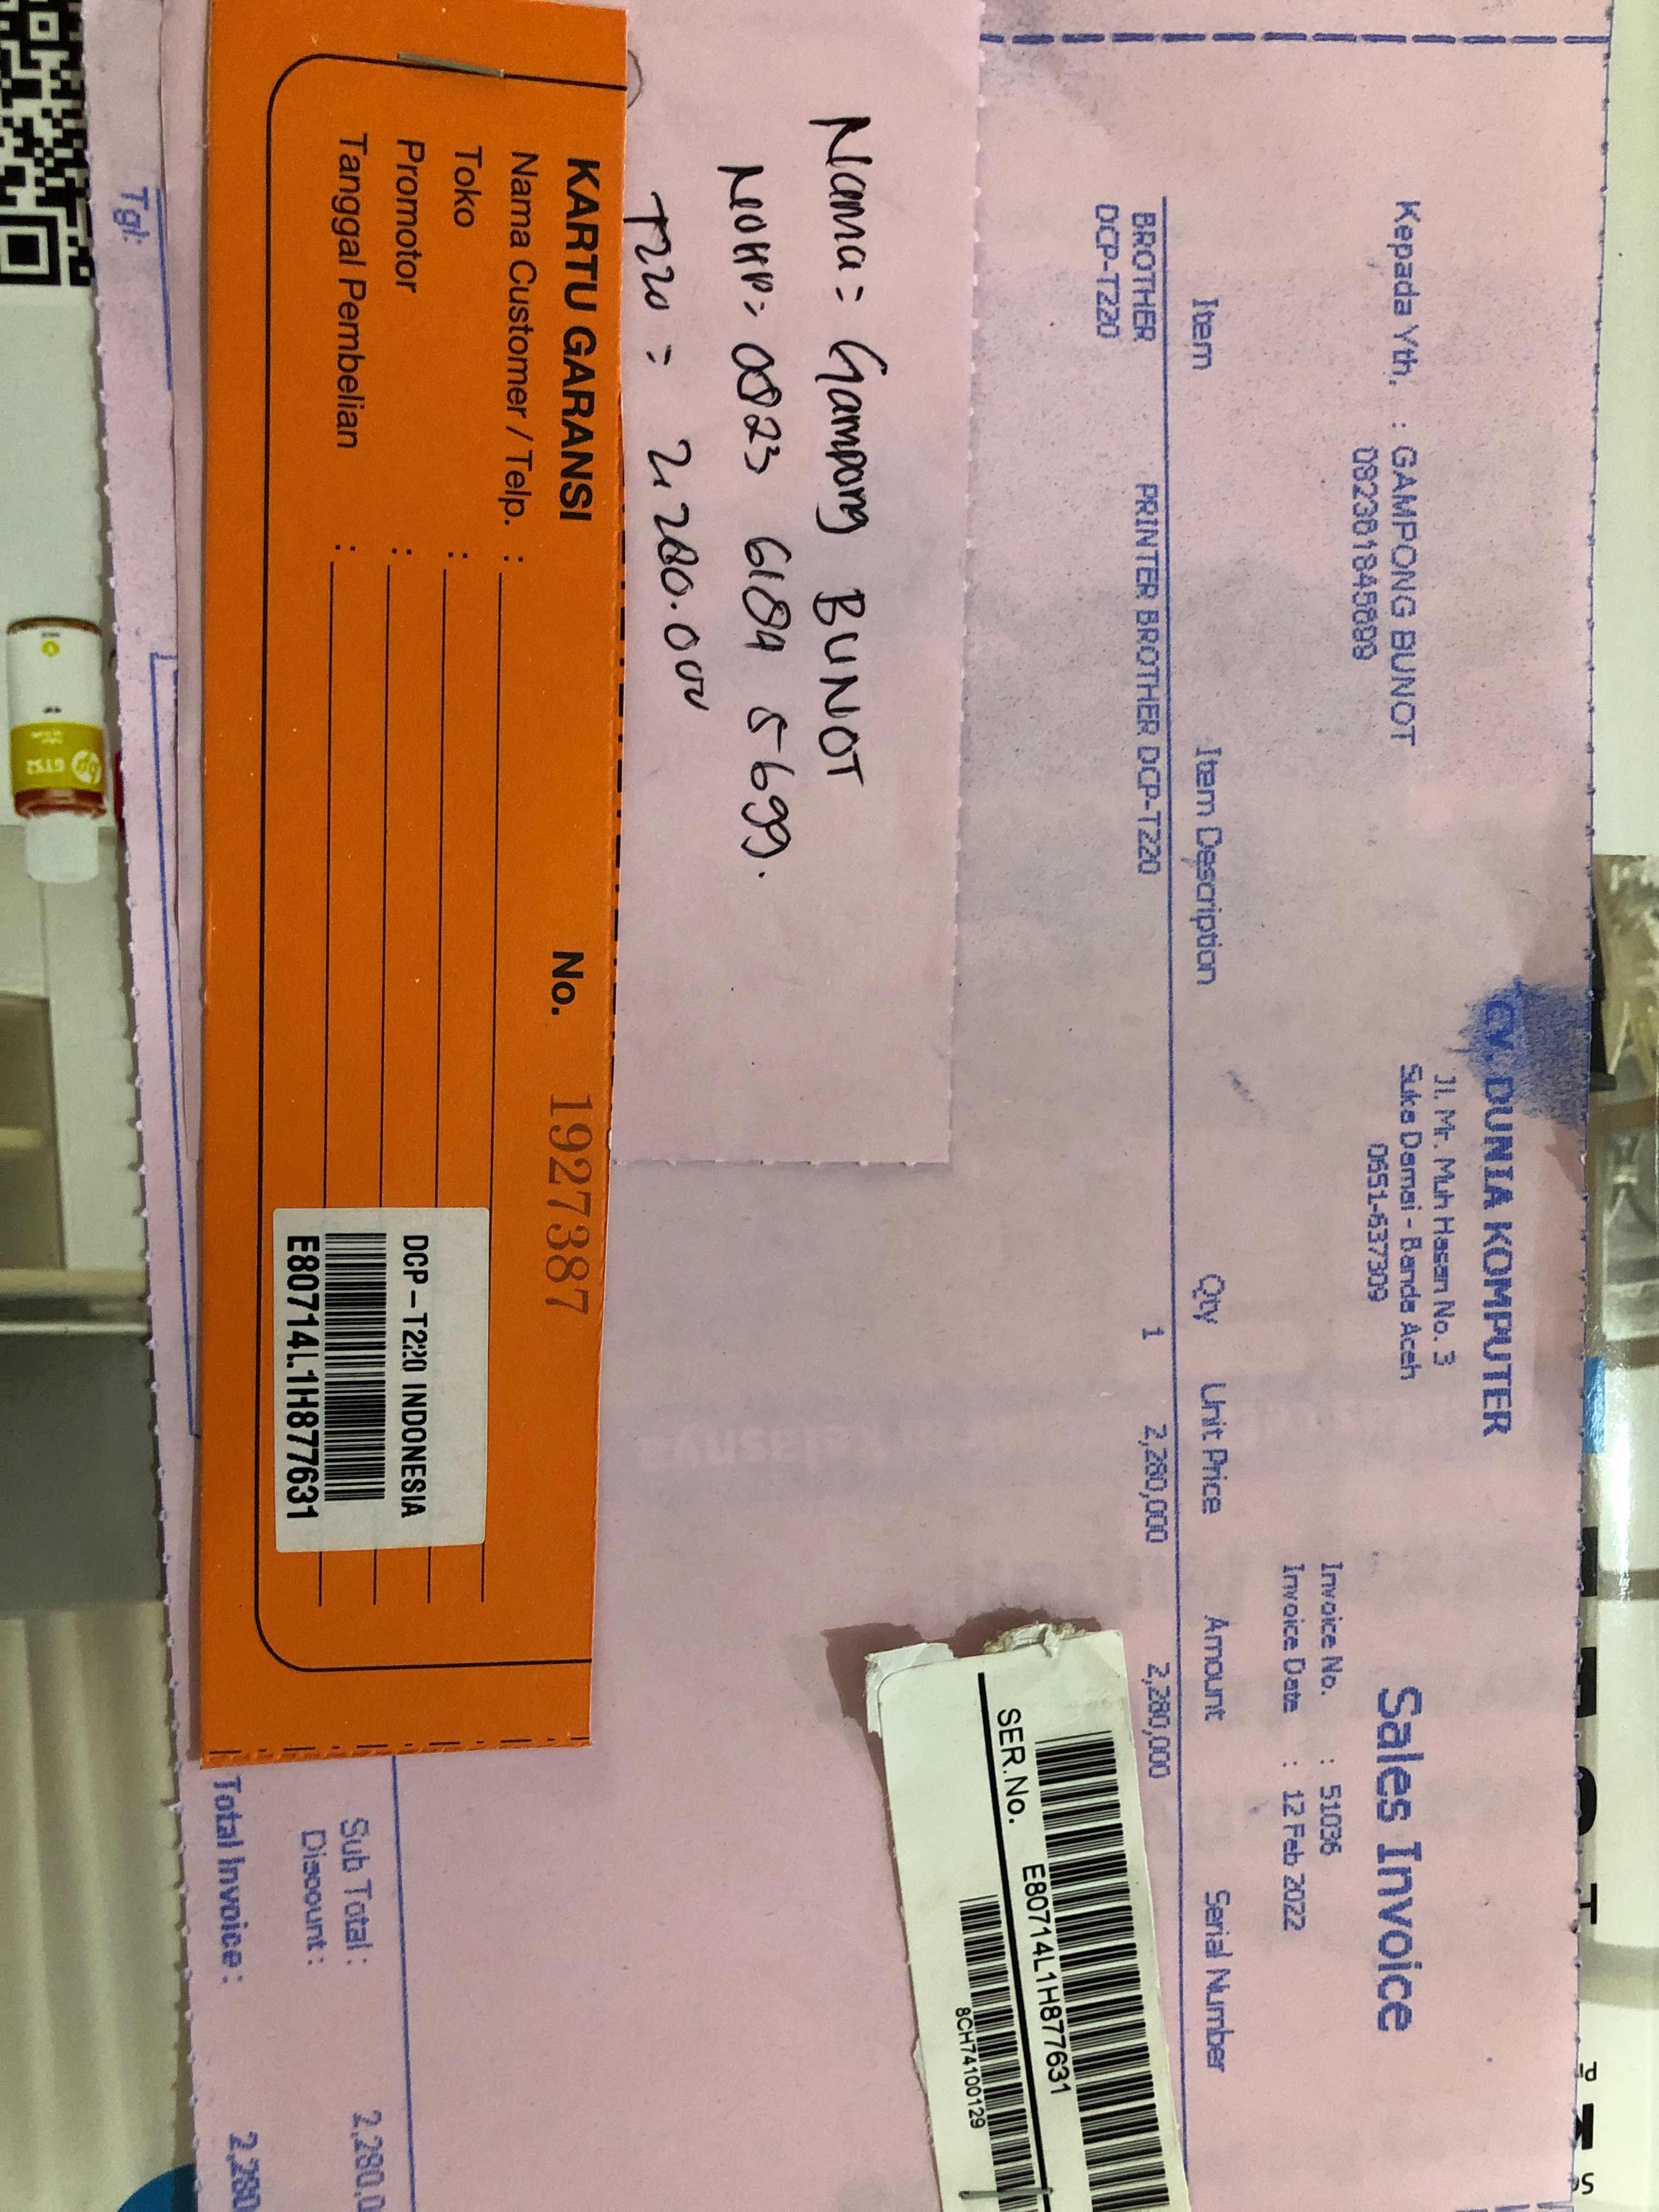 CV. DUNIA KOMPUTER
Jl. Mr. Muh Hasan No. 3
Suka Damai - Banda Aceh
0651-637309
Sales Invoice
Kepada Yth. : GAMPONG BUNOT
Invoice No. : 51036
Invoice Date : 12 Feb 2022
Item Item Description Qty Unit Price Amount Serial Number
BROTHER PRINTER BROTHER DCP-T220 1 2,280,000 2,280,000
DCP-T220
SER.No. E80714L1H877631
8CH74100129
Nama = Gampong BUNOT
NOHP = 0823 6184 5699.
T220 = 2,280.000
KARTU GARANSI No. 1927387
Nama Customer / Telp. :
Toko :
Promotor :
Tanggal Pembelian :
DCP-T220 INDONESIA
E80714L1H877631
Sub Total : 2,280,0
Discount :
Total Invoice : 2,280
Tgl:
hp
GT52